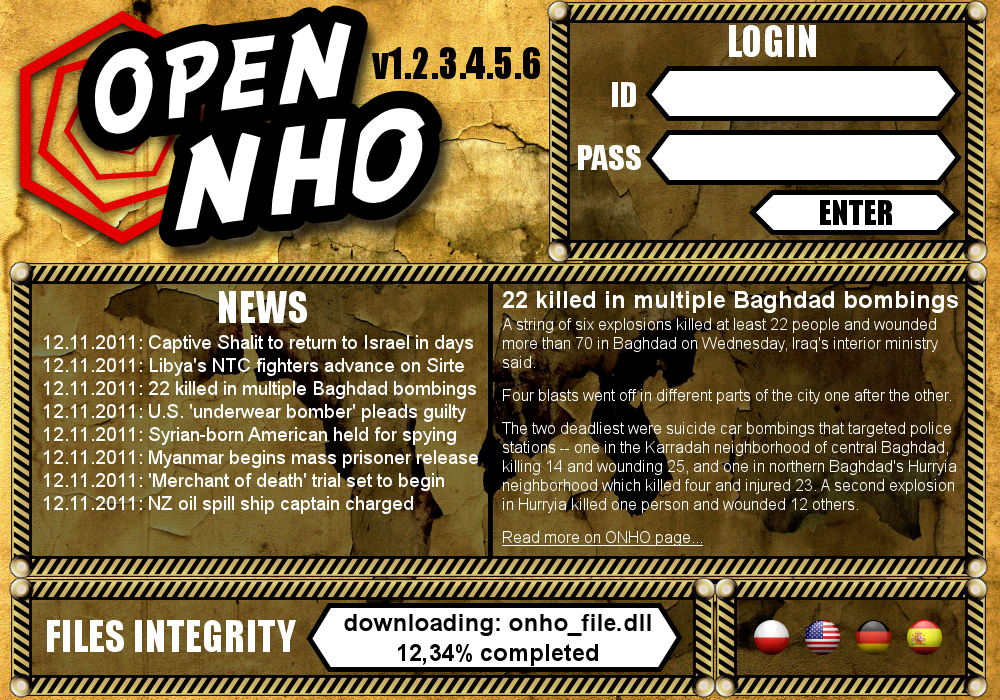 OPEN
NHO
v1.2.3.4.5.6
LOGIN
ID
PASS
ENTER
NEWS
12.11.2011: Captive Shalit to return to Israel in days
12.11.2011: Libya's NTC fighters advance on Sirte
12.11.2011: 22 killed in multiple Baghdad bombings
12.11.2011: U.S. 'underwear bomber' pleads guilty
12.11.2011: Syrian-born American held for spying
12.11.2011: Myanmar begins mass prisoner release
12.11.2011: 'Merchant of death' trial set to begin
12.11.2011: NZ oil spill ship captain charged
22 killed in multiple Baghdad bombings
A string of six explosions killed at least 22 people and wounded
more than 70 in Baghdad on Wednesday, Iraq's interior ministry
said.
Four blasts went off in different parts of the city one after the other.
The two deadliest were suicide car bombings that targeted police
stations -- one in the Karradah neighborhood of central Baghdad,
killing 14 and wounding 25, and one in northern Baghdad's Hurryia
neighborhood which killed four and injured 23. A second explosion
in Hurryia killed one person and wounded 12 others.
Read more on ONHO page...
FILES INTEGRITY
downloading: onho_file.dll
12,34% completed